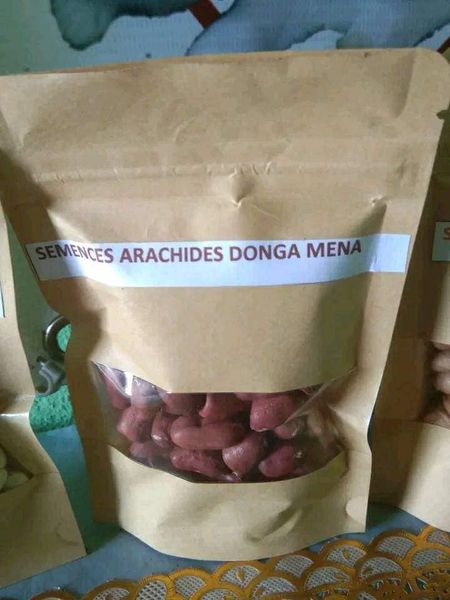 SEMENCES ARACHIDES DONGA MENA
S